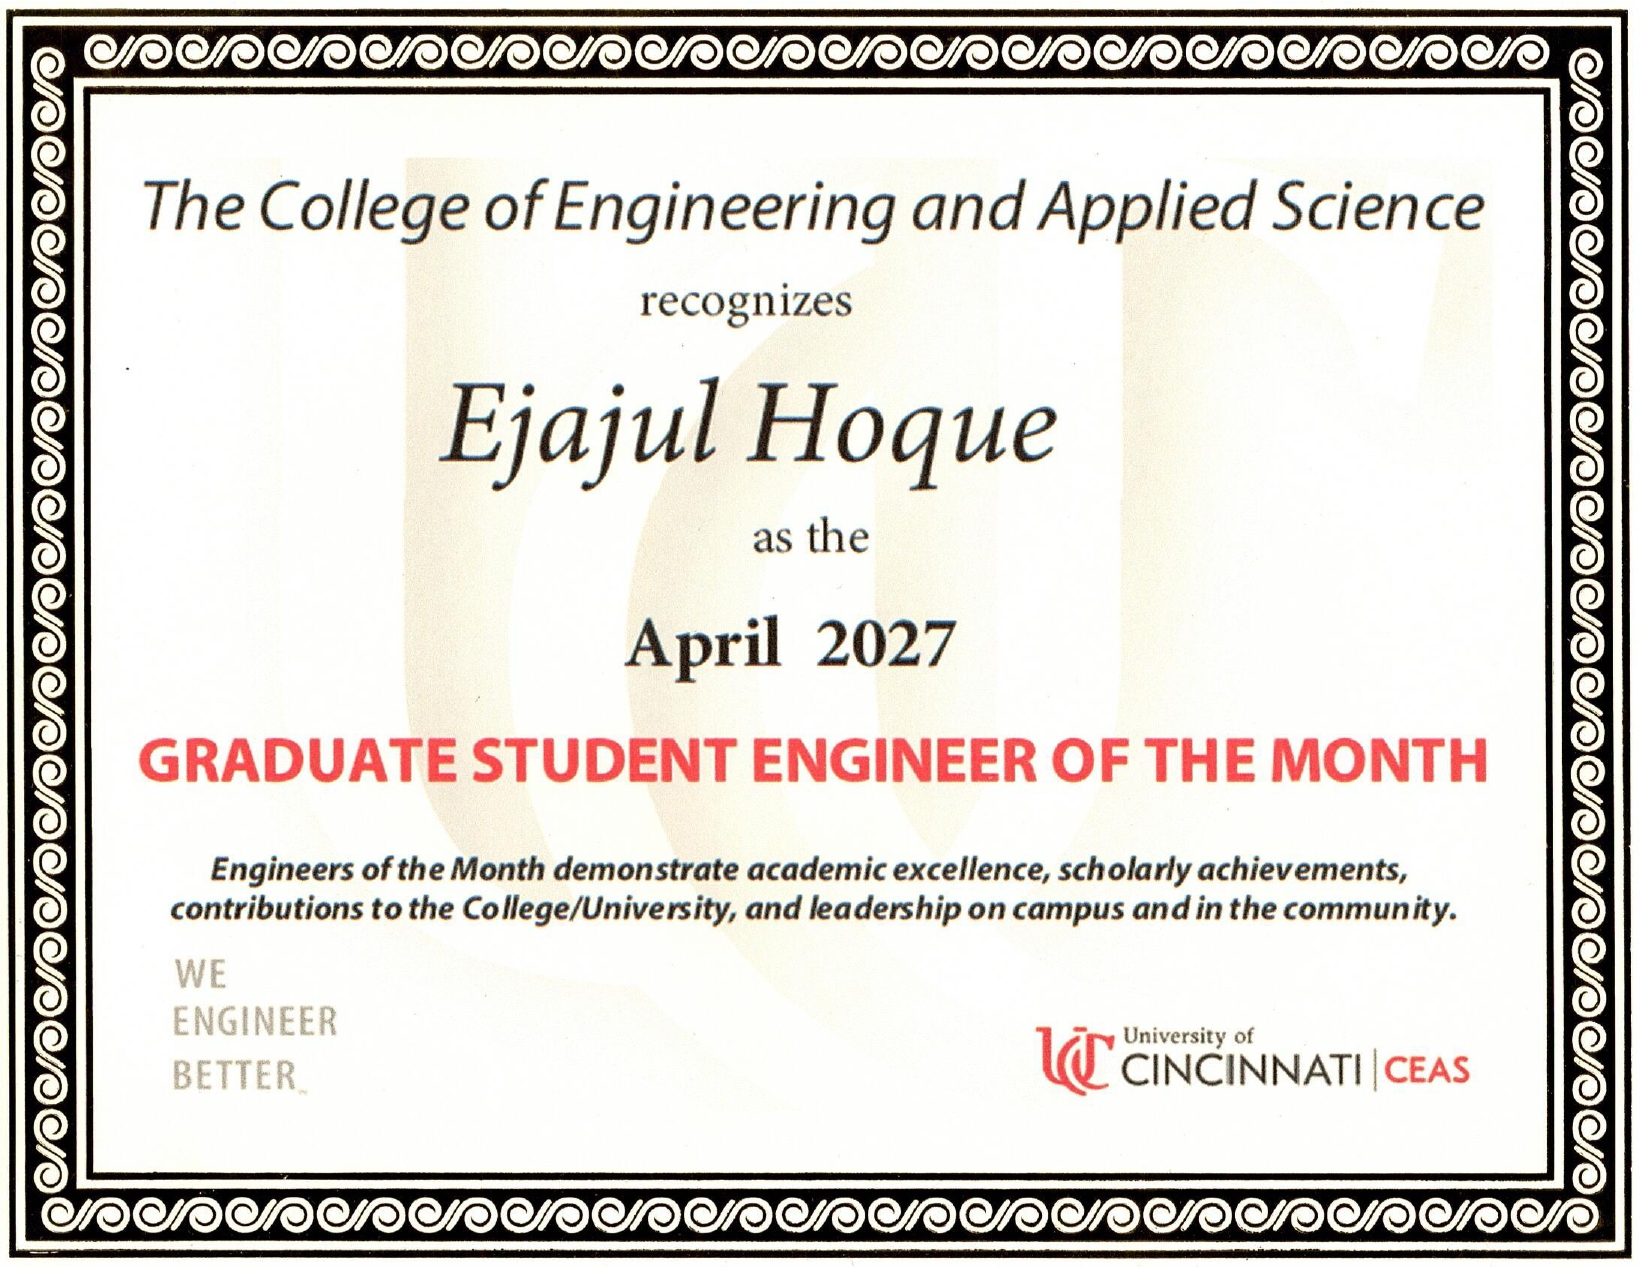 The College of Engineering and Applied Science
recognizes
Ejajul Hoque
as the
April 2027
GRADUATE STUDENT ENGINEER OF THE MONTH
Engineers of the Month demonstrate academic excellence, scholarly achievements,
contributions to the College/University, and leadership on campus and in the community.
WE
ENGINEER
BETTER™
UC University of
CINCINNATI | CEAS